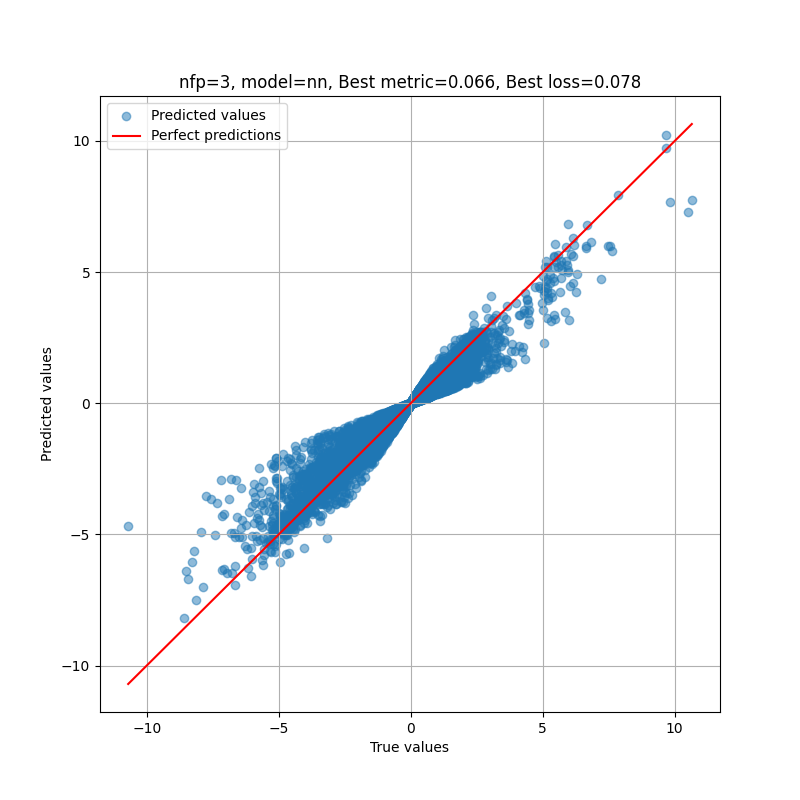 nfp=3, model=nn, Best metric=0.066, Best loss=0.078
Predicted values
Perfect predictions
10
5
0
−5
−10
Predicted values
−10
−5
0
5
10
True values